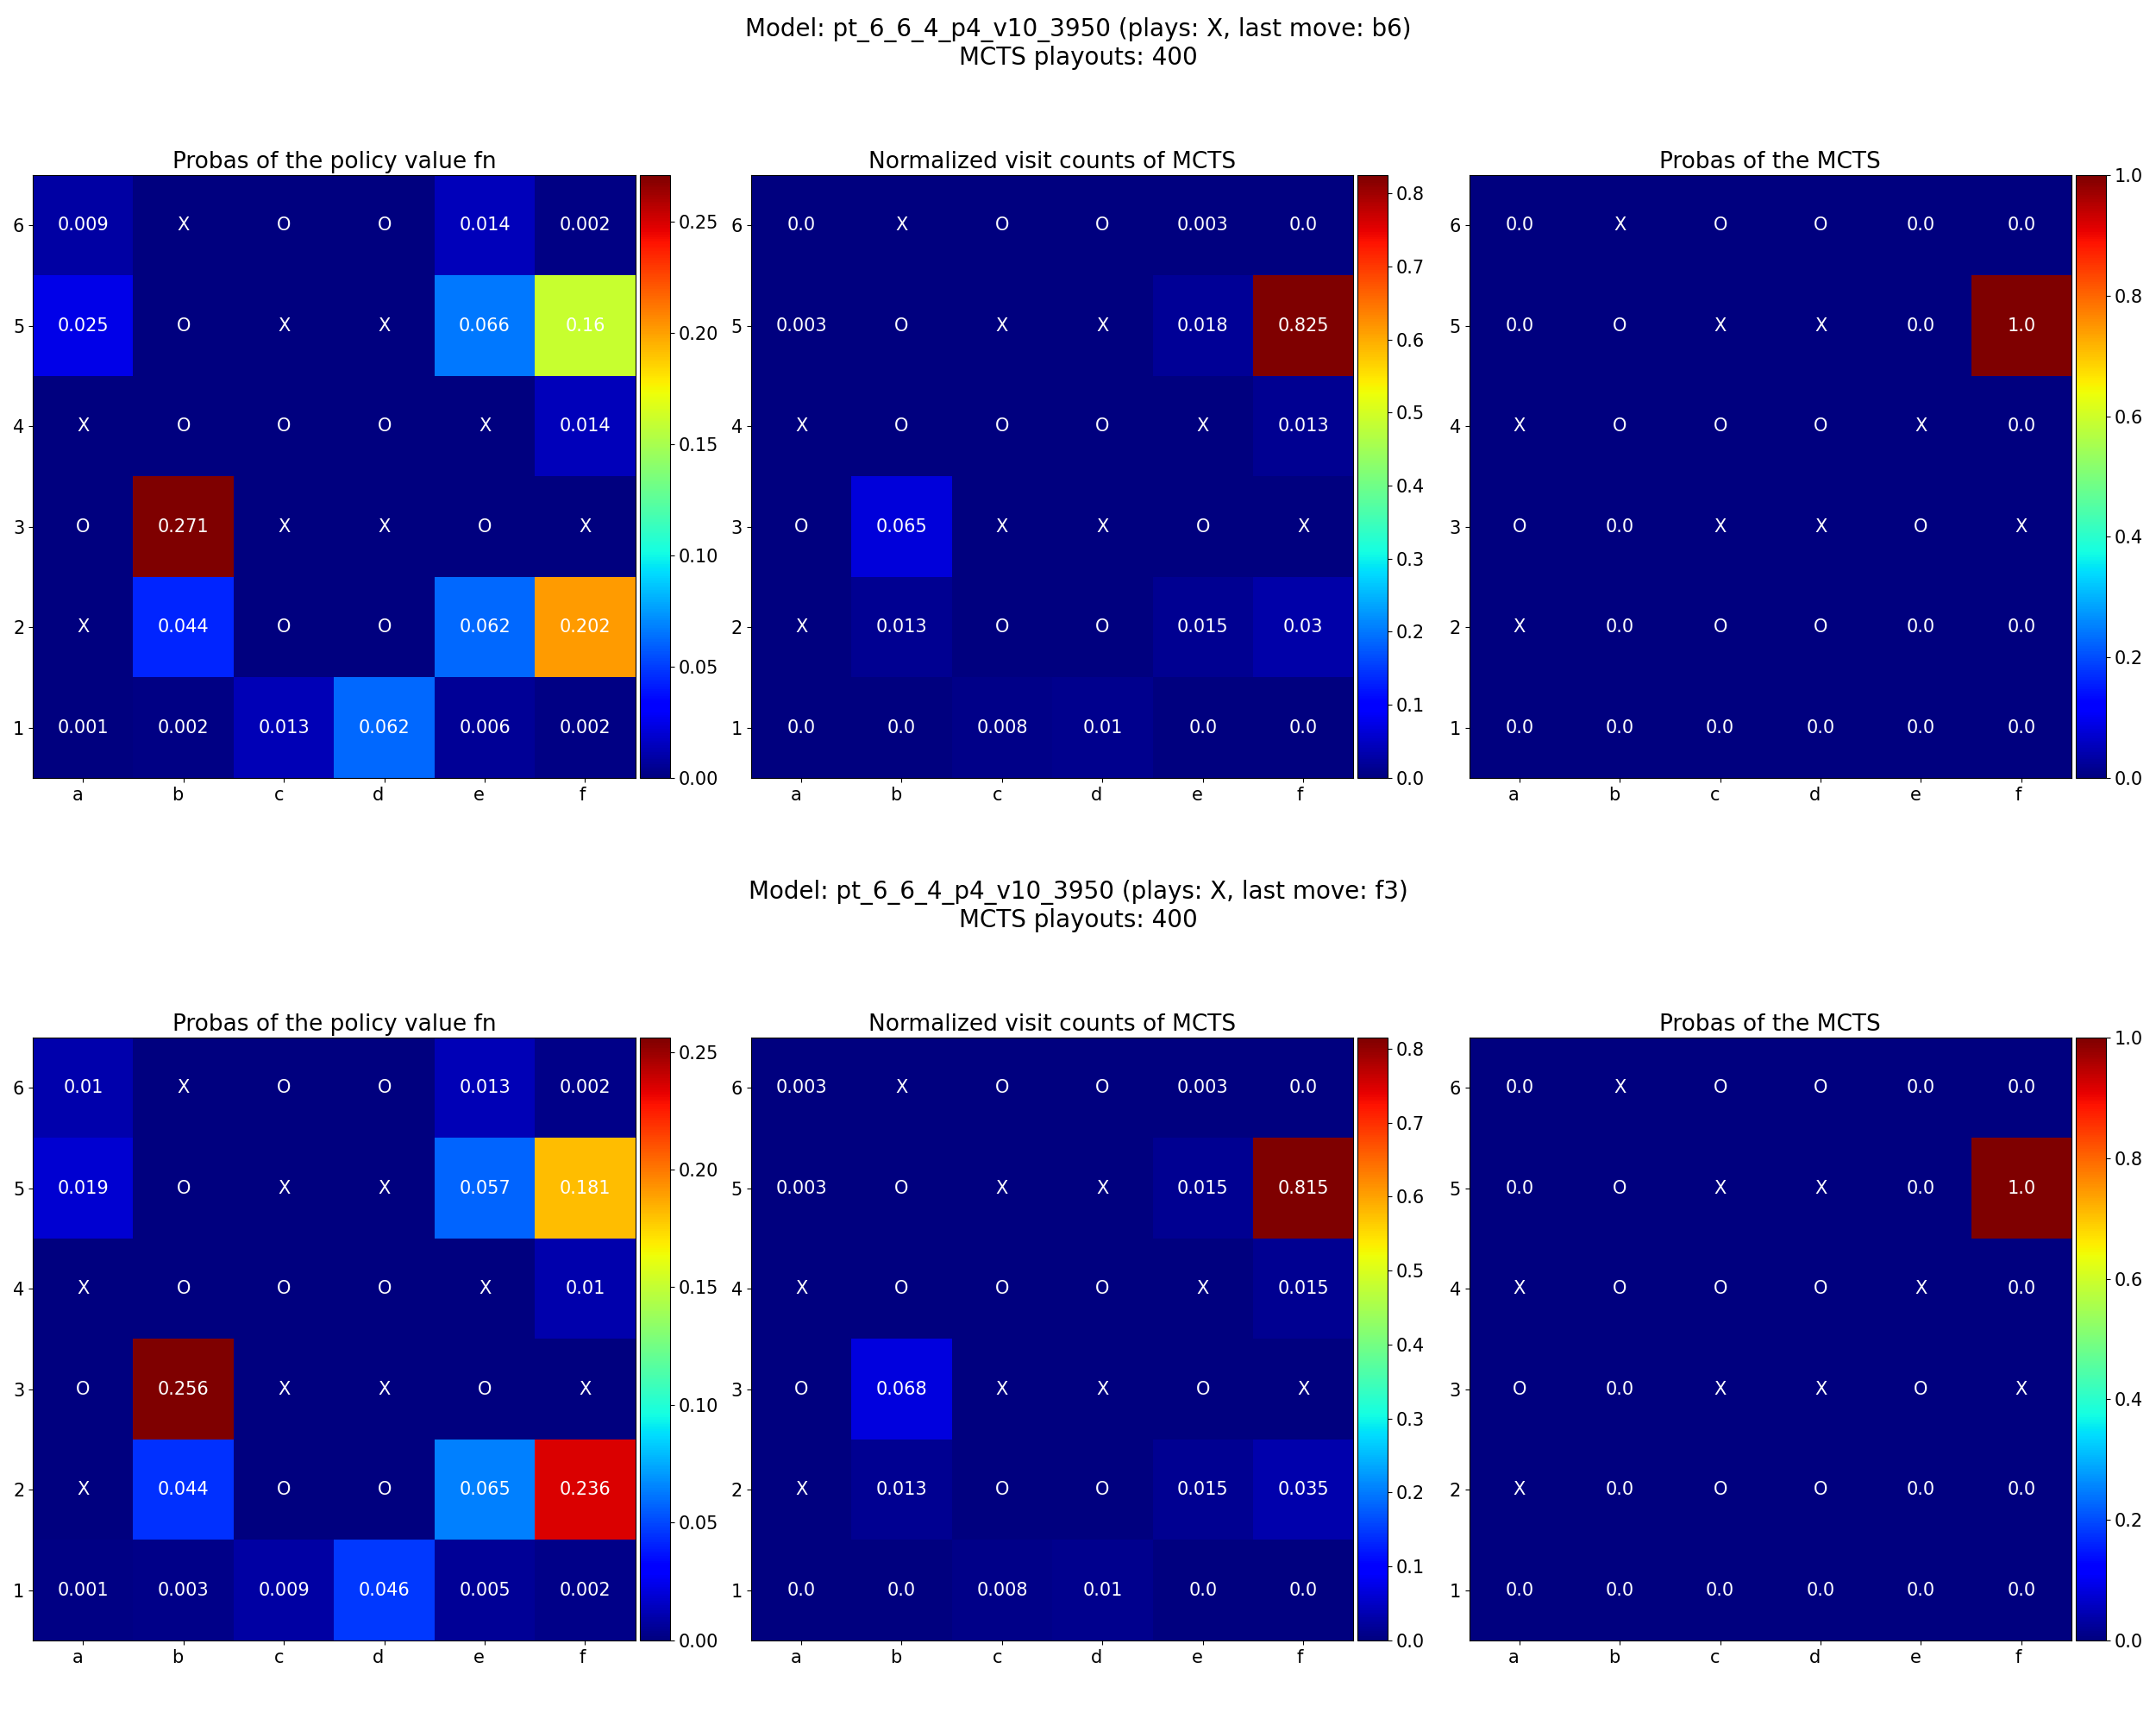 Model: pt_6_6_4_p4_v10_3950 (plays: X, last move: b6)
MCTS playouts: 400
Probas of the policy value fn
6 0.009 X O O 0.014 0.002
5 0.025 O X X 0.066 0.16
4 X O O O X 0.014
3 O 0.271 X X O X
2 X 0.044 O O 0.062 0.202
1 0.001 0.002 0.013 0.062 0.006 0.002
a b c d e f
0.25
0.20
0.15
0.10
0.05
0.00
Normalized visit counts of MCTS
6 0.0 X O O 0.003 0.0
5 0.003 O X X 0.018 0.825
4 X O O O X 0.013
3 O 0.065 X X O X
2 X 0.013 O O 0.015 0.03
1 0.0 0.0 0.008 0.01 0.0 0.0
a b c d e f
0.8
0.7
0.6
0.5
0.4
0.3
0.2
0.1
0.0
Probas of the MCTS
6 0.0 X O O 0.0 0.0
5 0.0 O X X 0.0 1.0
4 X O O O X 0.0
3 O 0.0 X X O X
2 X 0.0 O O 0.0 0.0
1 0.0 0.0 0.0 0.0 0.0 0.0
a b c d e f
1.0
0.8
0.6
0.4
0.2
0.0
Model: pt_6_6_4_p4_v10_3950 (plays: X, last move: f3)
MCTS playouts: 400
Probas of the policy value fn
6 0.01 X O O 0.013 0.002
5 0.019 O X X 0.057 0.181
4 X O O O X 0.01
3 O 0.256 X X O X
2 X 0.044 O O 0.065 0.236
1 0.001 0.003 0.009 0.046 0.005 0.002
a b c d e f
0.25
0.20
0.15
0.10
0.05
0.00
Normalized visit counts of MCTS
6 0.003 X O O 0.003 0.0
5 0.003 O X X 0.015 0.815
4 X O O O X 0.015
3 O 0.068 X X O X
2 X 0.013 O O 0.015 0.035
1 0.0 0.0 0.008 0.01 0.0 0.0
a b c d e f
0.8
0.7
0.6
0.5
0.4
0.3
0.2
0.1
0.0
Probas of the MCTS
6 0.0 X O O 0.0 0.0
5 0.0 O X X 0.0 1.0
4 X O O O X 0.0
3 O 0.0 X X O X
2 X 0.0 O O 0.0 0.0
1 0.0 0.0 0.0 0.0 0.0 0.0
a b c d e f
1.0
0.8
0.6
0.4
0.2
0.0